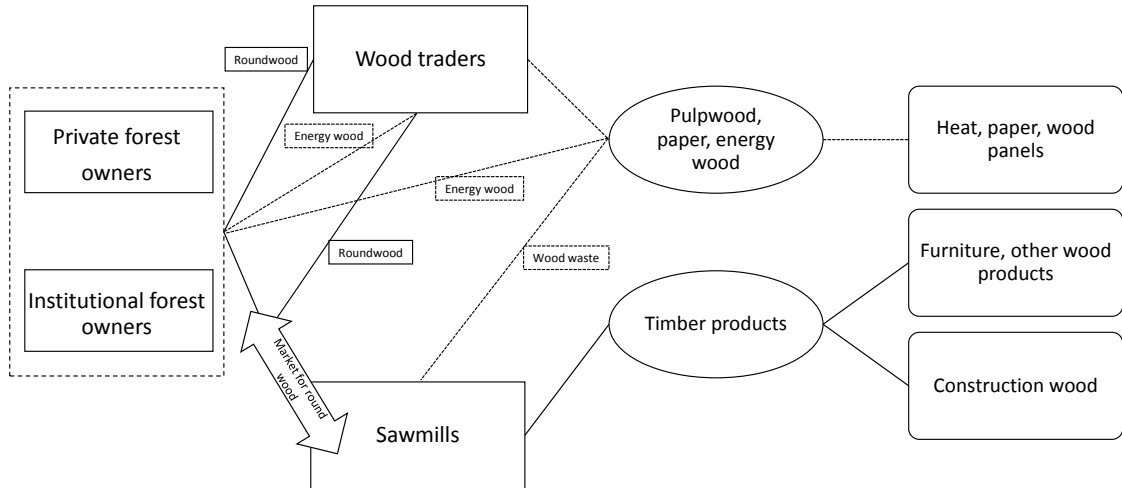 Wood traders
Roundwood
Private forest
owners
Energy wood
Pulpwood,
paper, energy
wood
Heat, paper, wood
panels
Energy wood
Roundwood
Wood waste
Furniture, other wood
products
Institutional forest
owners
Timber products
Market for round
wood
Construction wood
Sawmills